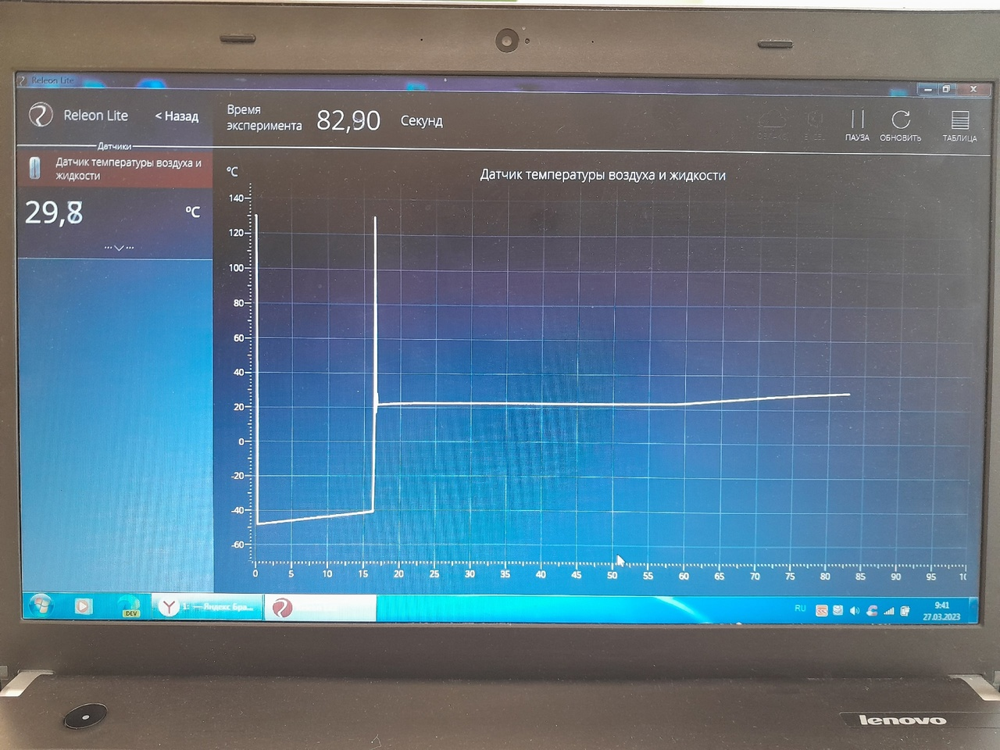 Releon Lite
Releon Lite
< Назад
Время
эксперимента
82,90
Секунд
ПАУЗА
ОБНОВИТЬ
ТАБЛИЦА
Датчики
Датчик температуры воздуха и
жидкости
29,8
°C
°C
Датчик температуры воздуха и жидкости
140
120
100
80
60
40
20
0
-20
-40
-60
0 5 10 15 20 25 30 35 40 45 50 55 60 65 70 75 80 85 90 95 10
DEV
1: — Яндекс Бра...
RU
9:41
27.03.2023
lenovo